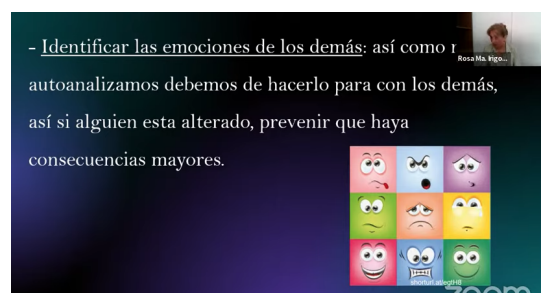 - Identificar las emociones de los demás: así como
Rosa Ma. Irigo...
autoanalizamos debemos de hacerlo para con los demás,
así si alguien esta alterado, prevenir que haya
consecuencias mayores.
shorturl.at/egtH8
zoom